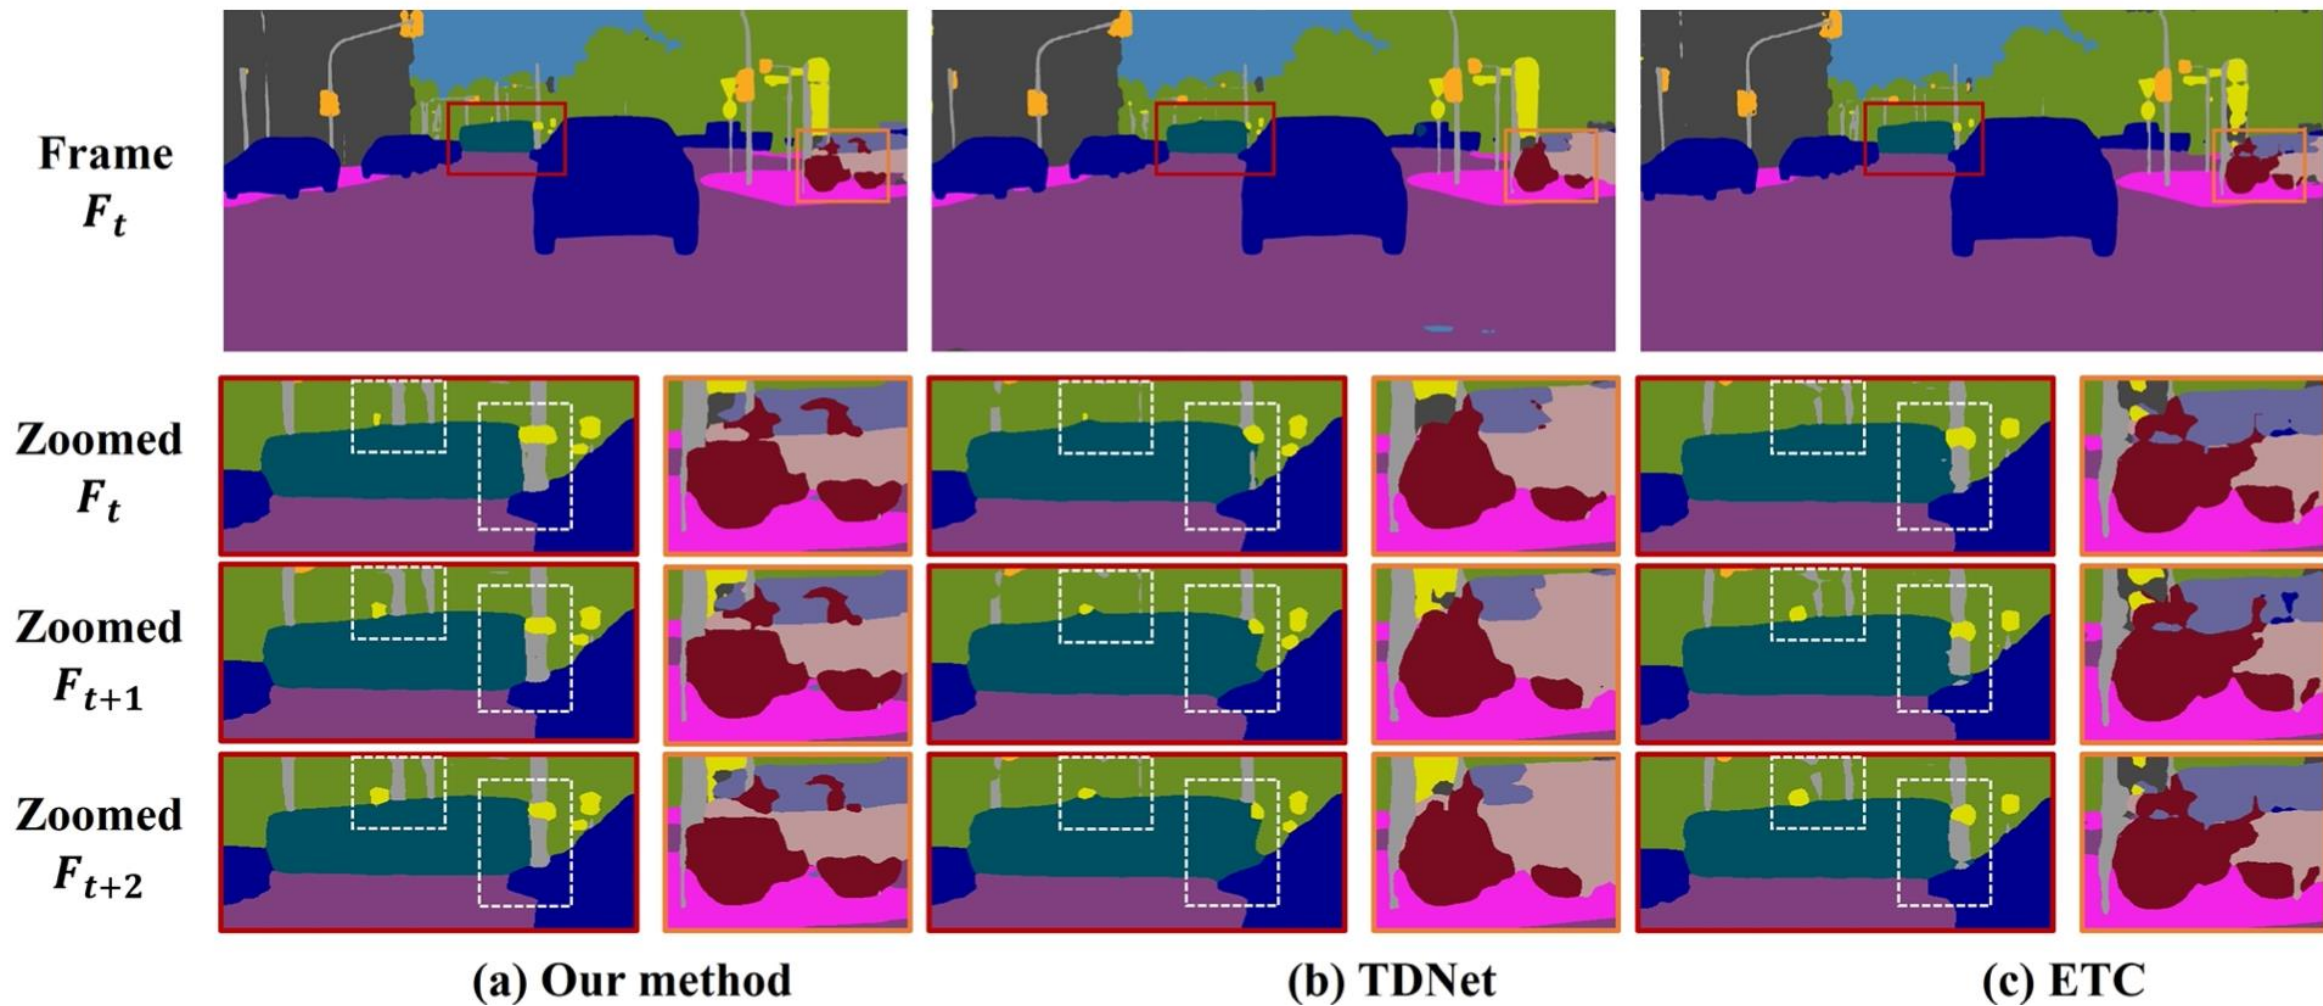 Frame
F_t
Zoomed
F_t
Zoomed
F_{t+1}
Zoomed
F_{t+2}
(a) Our method
(b) TDNet
(c) ETC